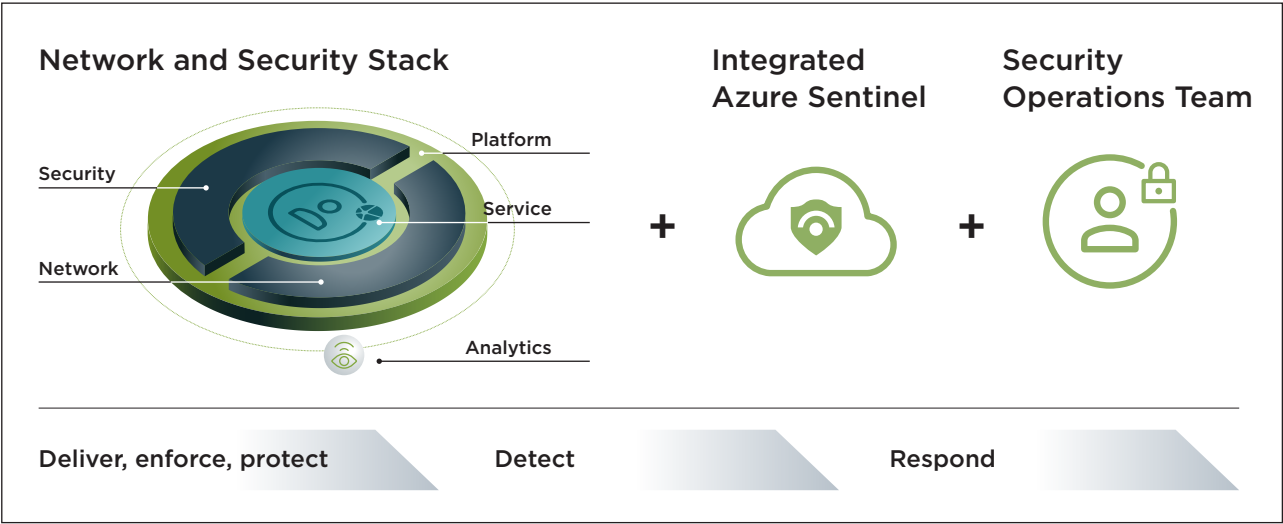 Network and Security Stack
Integrated
Azure Sentinel
Security
Operations Team
Platform
Security
Service
Network
Analytics
+
+
Do
Deliver, enforce, protect
Detect
Respond